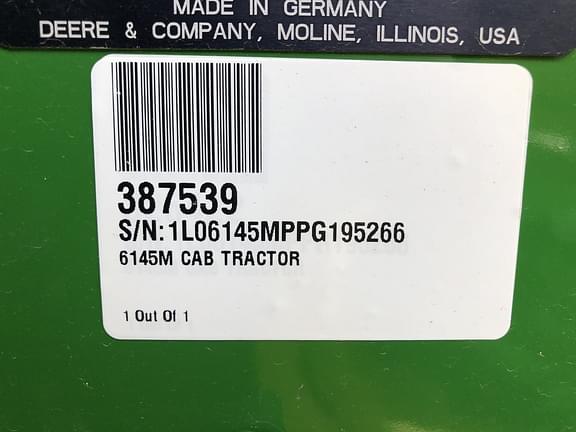 MADE IN GERMANY
DEERE & COMPANY, MOLINE, ILLINOIS, USA
387539
S/N:1L06145MPPG195266
6145M CAB TRACTOR
1 Out Of 1